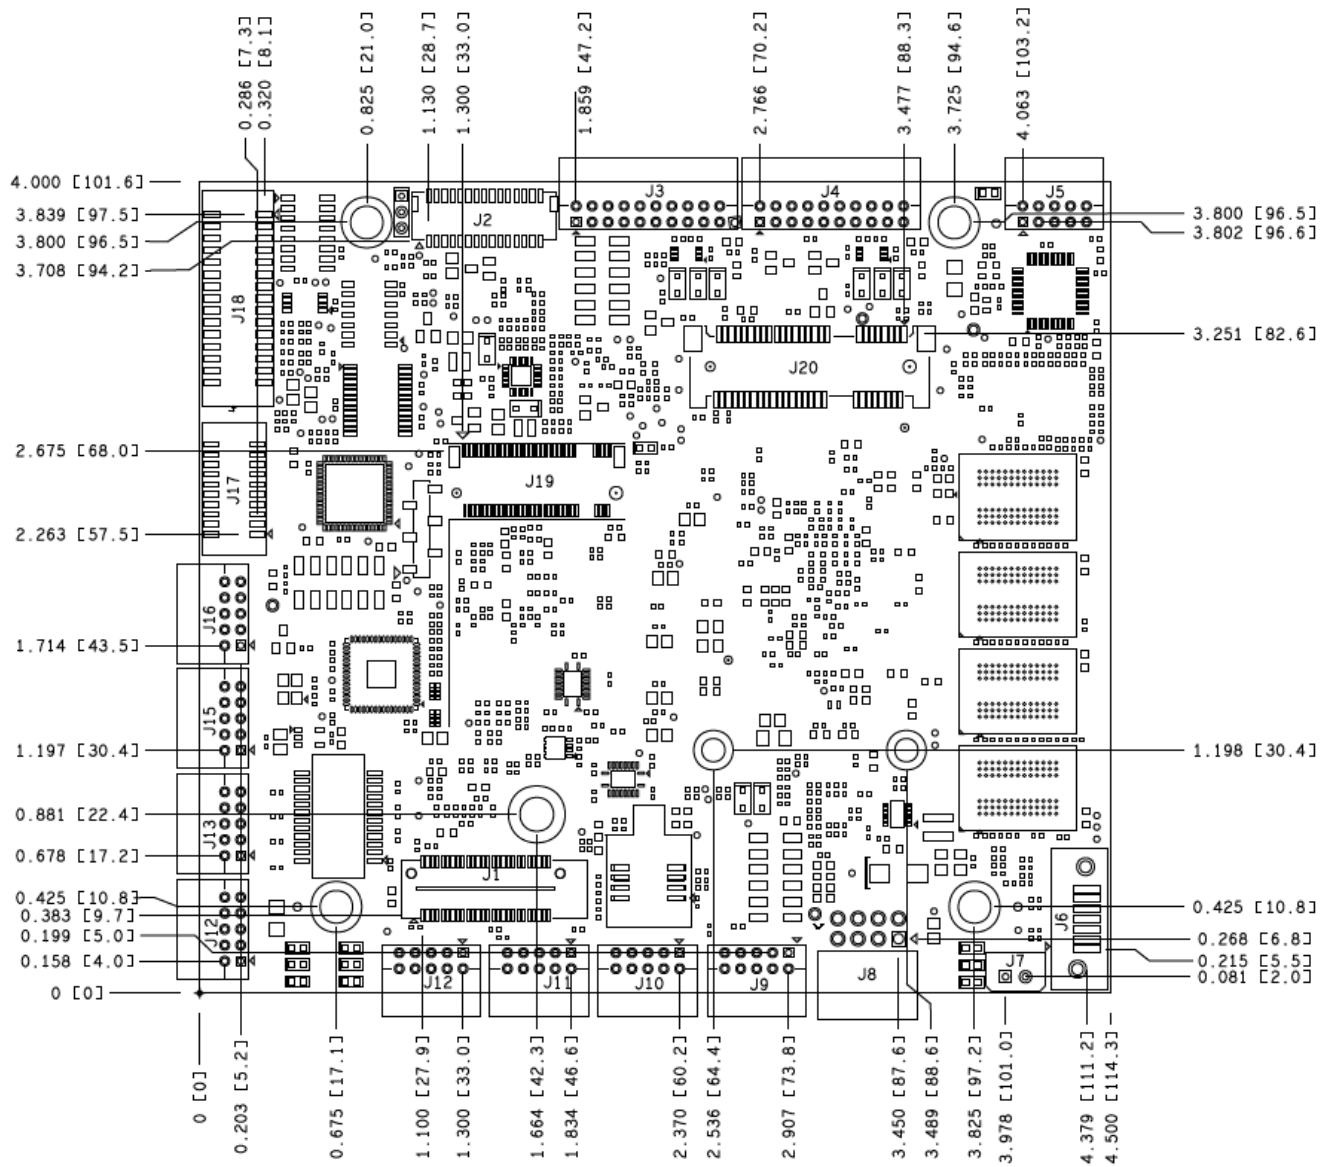 0.286 [7.3]
0.320 [8.1]
0.825 [21.0]
1.130 [28.7]
1.300 [33.0]
1.859 [47.2]
2.766 [70.2]
3.477 [88.3]
3.725 [94.6]
4.063 [103.2]
4.000 [101.6]
3.839 [97.5]
3.800 [96.5]
3.708 [94.2]
2.675 [68.0]
2.263 [57.5]
1.714 [43.5]
1.197 [30.4]
0.881 [22.4]
0.678 [17.2]
0.425 [10.8]
0.383 [9.7]
0.199 [5.0]
0.158 [4.0]
0 [0]
J2
J3
J4
J5
J18
J20
J17
J19
J16
J15
J13
J1
J12
J6
J12
J11
J10
J9
J8
J7
3.800 [96.5]
3.802 [96.6]
3.251 [82.6]
1.198 [30.4]
0.425 [10.8]
0.268 [6.8]
0.215 [5.5]
0.081 [2.0]
0 [0]
0.203 [5.2]
0.675 [17.1]
1.100 [27.9]
1.300 [33.0]
1.664 [42.3]
1.834 [46.6]
2.370 [60.2]
2.536 [64.4]
2.907 [73.8]
3.450 [87.6]
3.489 [88.6]
3.825 [97.2]
3.978 [101.0]
4.379 [111.2]
4.500 [114.3]